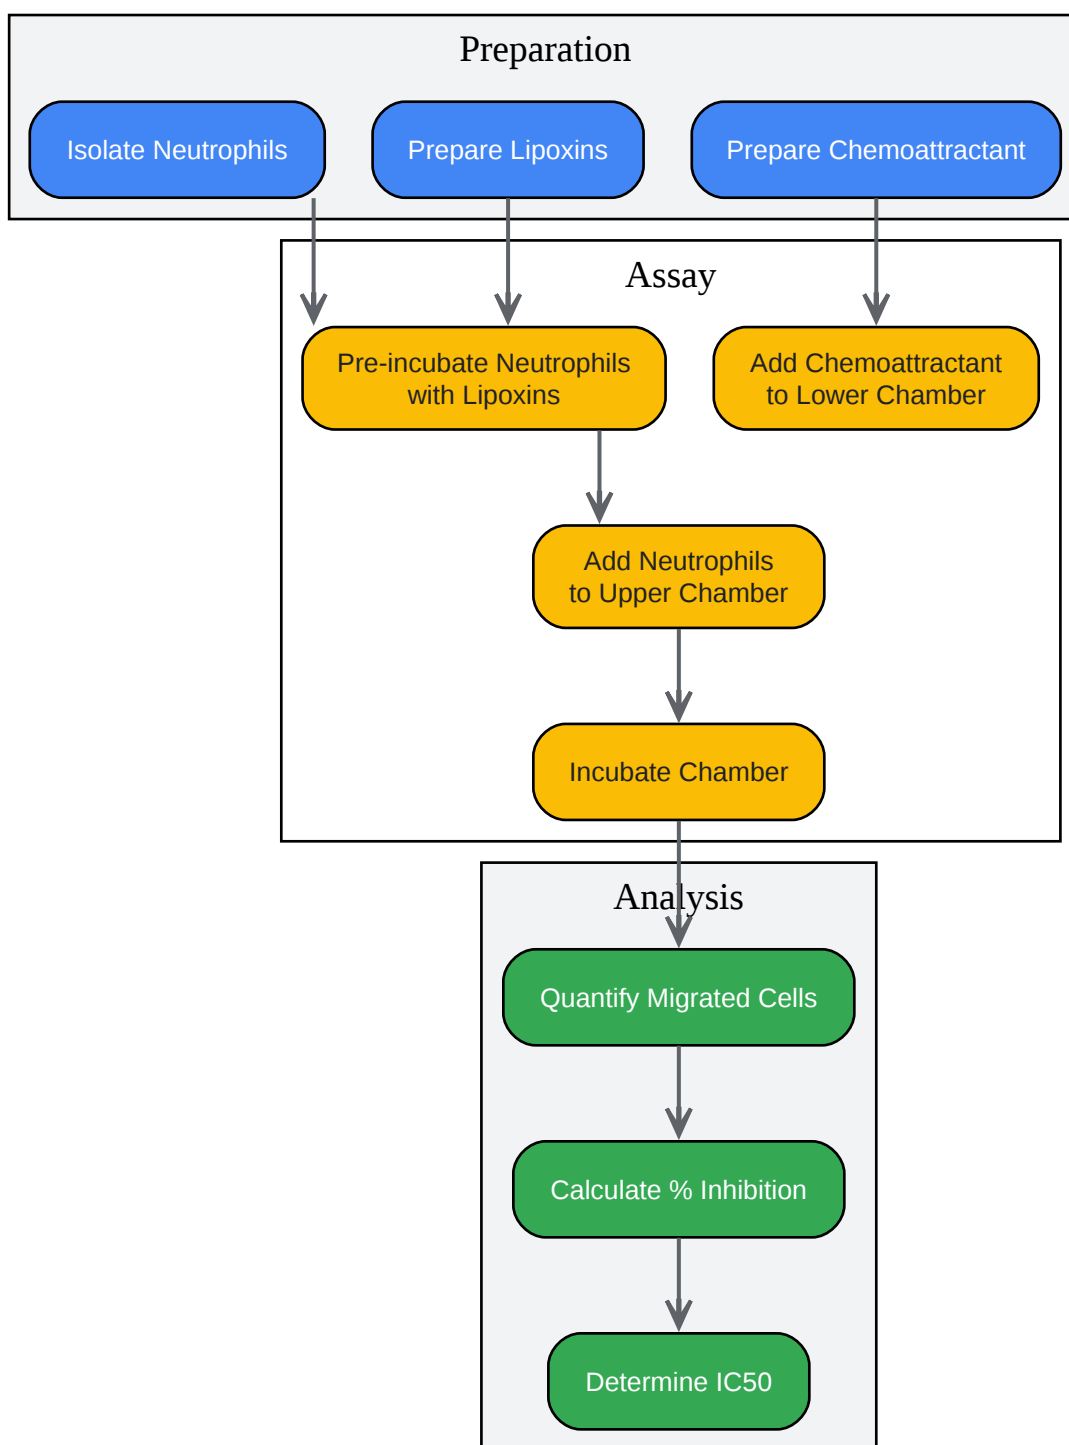 Preparation
Isolate Neutrophils
Prepare Lipoxins
Prepare Chemoattractant
Assay
Pre-incubate Neutrophils
with Lipoxins
Add Chemoattractant
to Lower Chamber
Add Neutrophils
to Upper Chamber
Incubate Chamber
Analysis
Quantify Migrated Cells
Calculate % Inhibition
Determine IC50